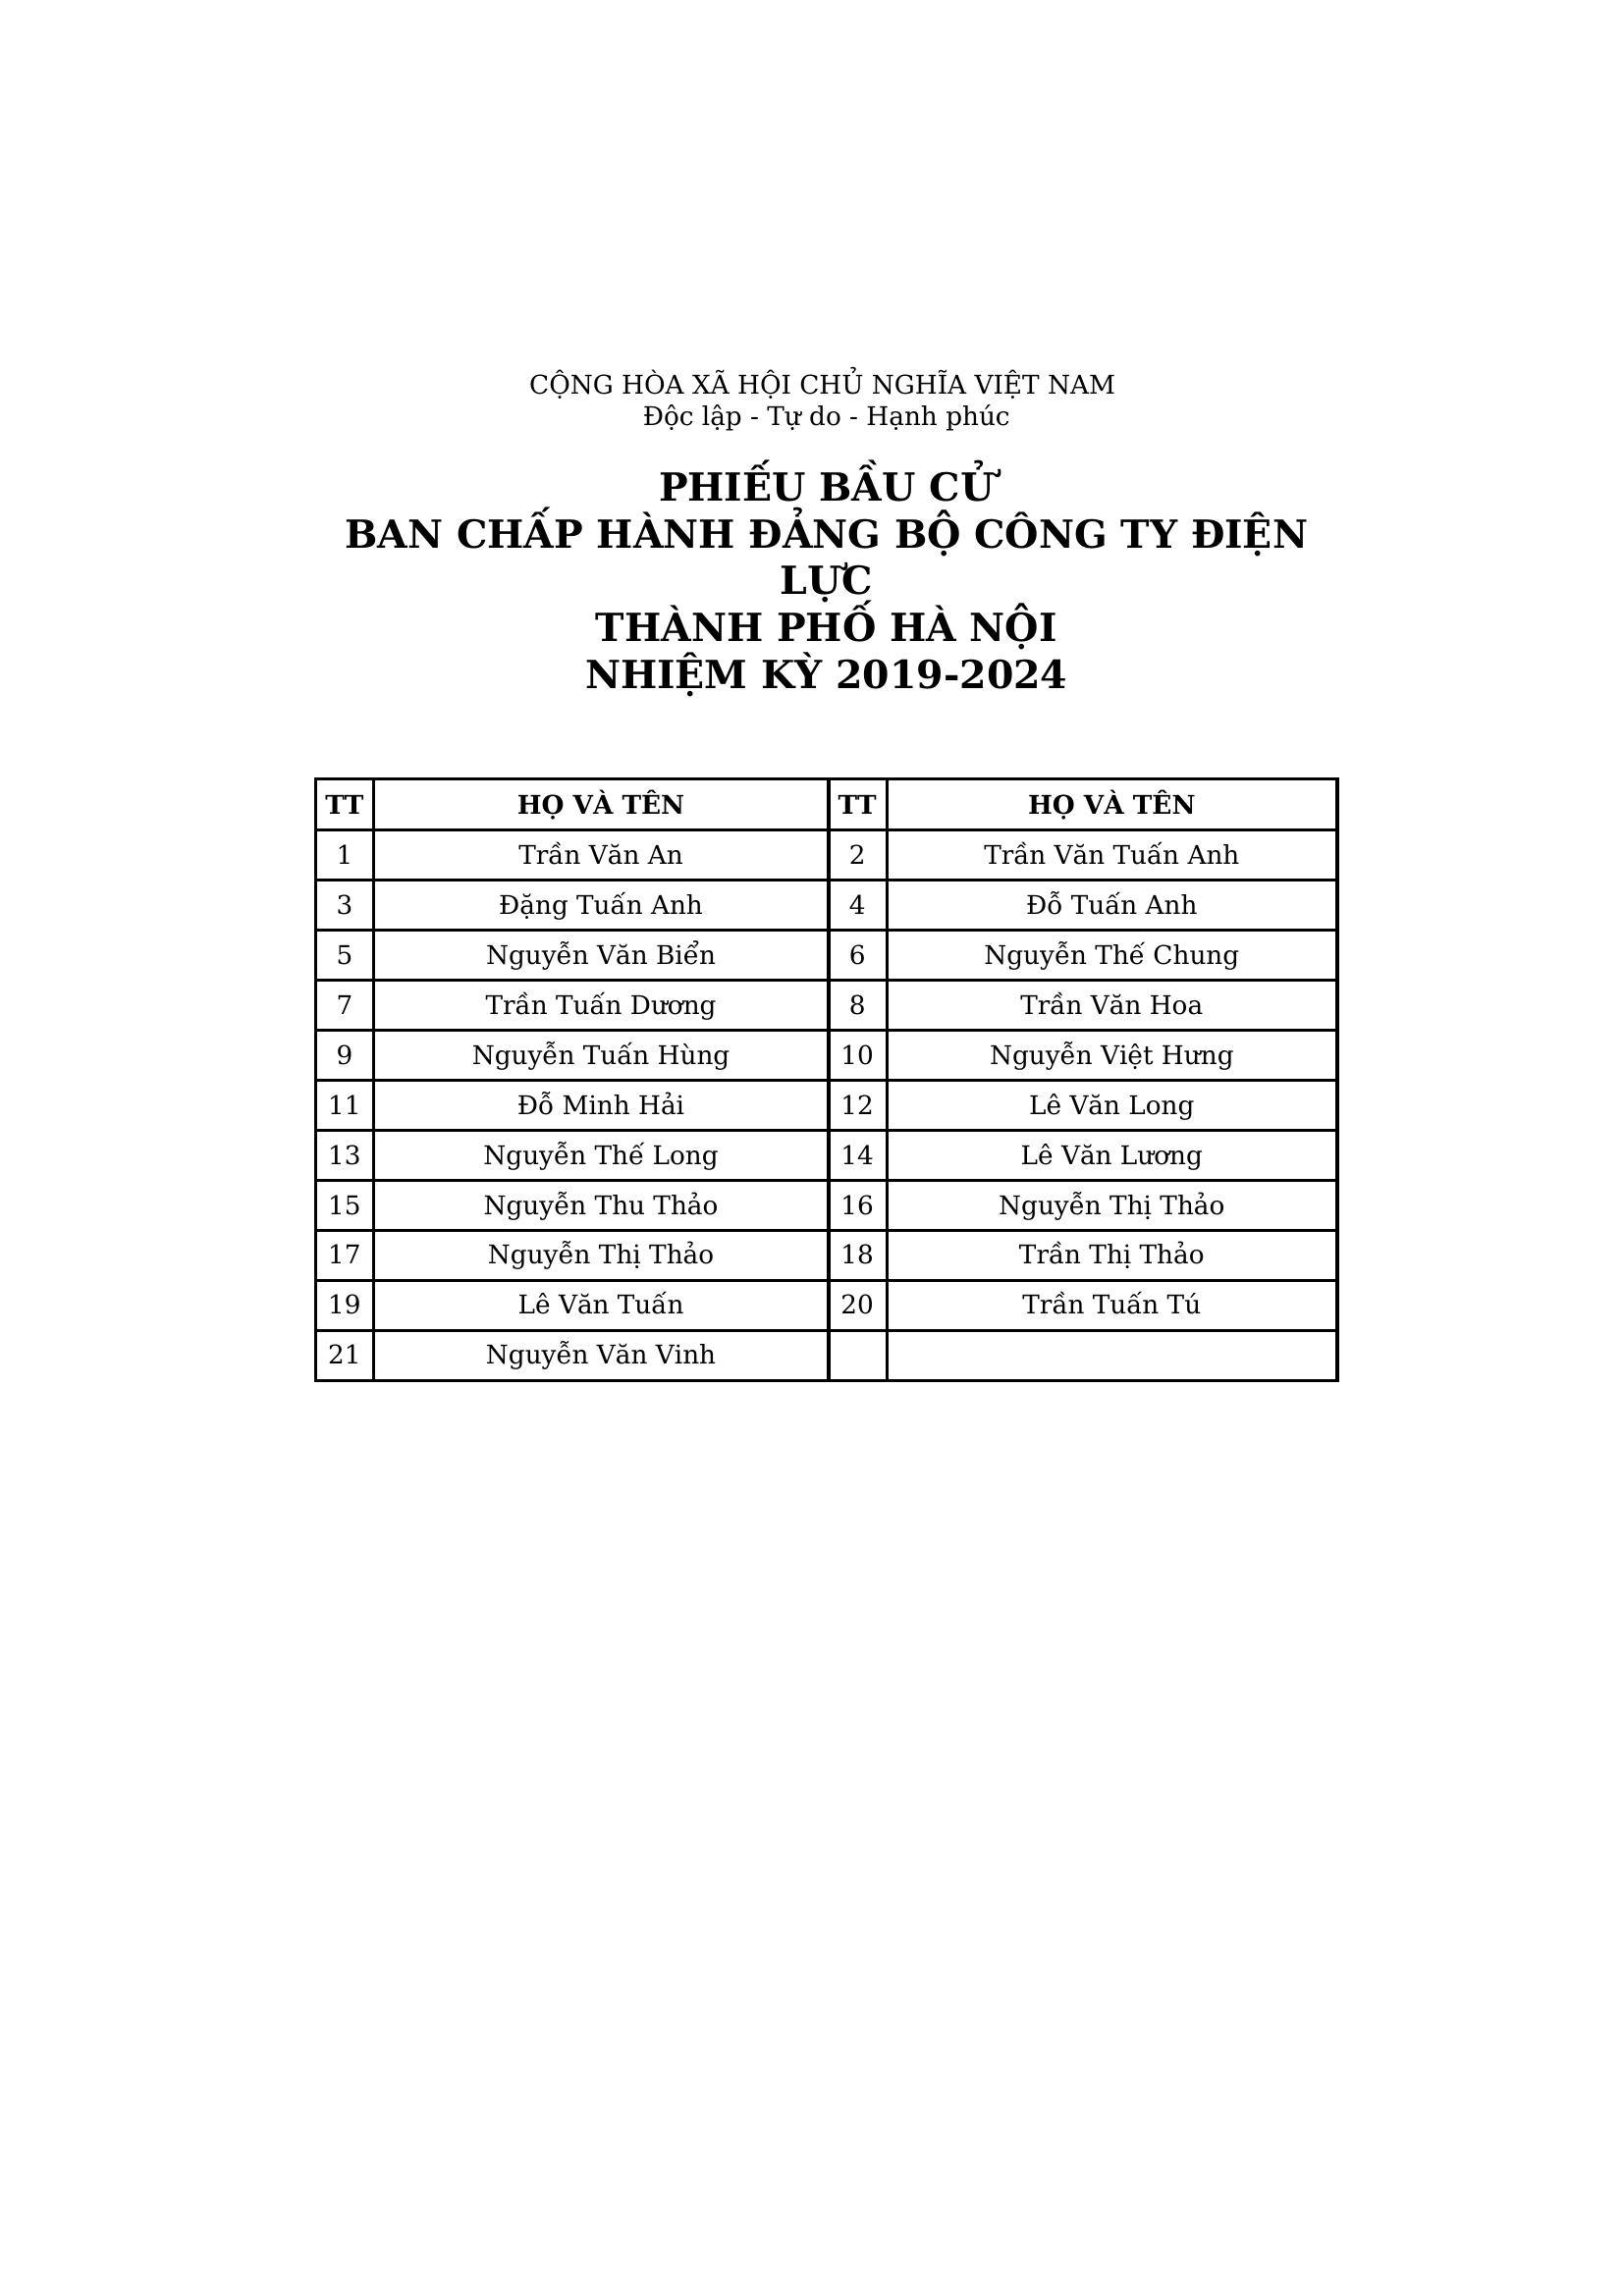 CỘNG HÒA XÃ HỘI CHỦ NGHĨA VIỆT NAM
Độc lập - Tự do - Hạnh phúc
PHIẾU BẦU CỬ
BAN CHẤP HÀNH ĐẢNG BỘ CÔNG TY ĐIỆN
LỰC
THÀNH PHỐ HÀ NỘI
NHIỆM KỲ 2019-2024
TT HỌ VÀ TÊN TT HỌ VÀ TÊN
1 Trần Văn An 2 Trần Văn Tuấn Anh
3 Đặng Tuấn Anh 4 Đỗ Tuấn Anh
5 Nguyễn Văn Biển 6 Nguyễn Thế Chung
7 Trần Tuấn Dương 8 Trần Văn Hoa
9 Nguyễn Tuấn Hùng 10 Nguyễn Việt Hưng
11 Đỗ Minh Hải 12 Lê Văn Long
13 Nguyễn Thế Long 14 Lê Văn Lương
15 Nguyễn Thu Thảo 16 Nguyễn Thị Thảo
17 Nguyễn Thị Thảo 18 Trần Thị Thảo
19 Lê Văn Tuấn 20 Trần Tuấn Tú
21 Nguyễn Văn Vinh